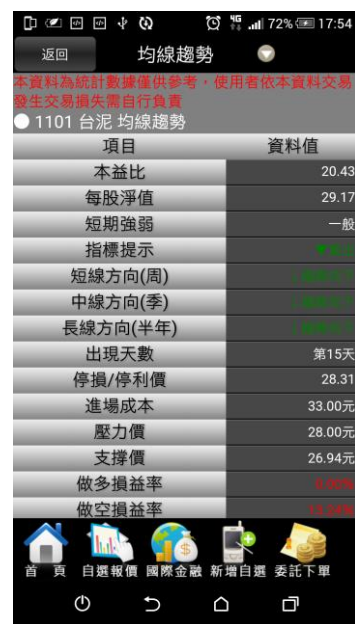 4G 72% 17:54
返回 均線趨勢
本資料為統計數據僅供參考，使用者依本資料交易
發生交易損失需自行負責
1101 台泥 均線趨勢
項目 資料值
本益比 20.43
每股淨值 29.17
短期強弱 一般
指標提示
短線方向(周)
中線方向(季)
長線方向(半年)
出現天數 第15天
停損/停利價 28.31
進場成本 33.00元
壓力價 28.00元
支撐價 26.94元
做多損益率 0.00%
做空損益率
首 頁 自選報價 國際金融 新增自選 委託下單